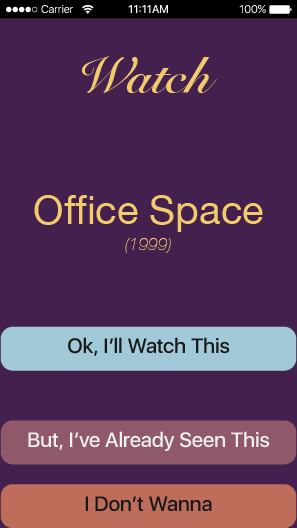 Carrier 11:11AM 100%
Watch
Office Space
(1999)
Ok, I'll Watch This
But, I've Already Seen This
I Don't Wanna